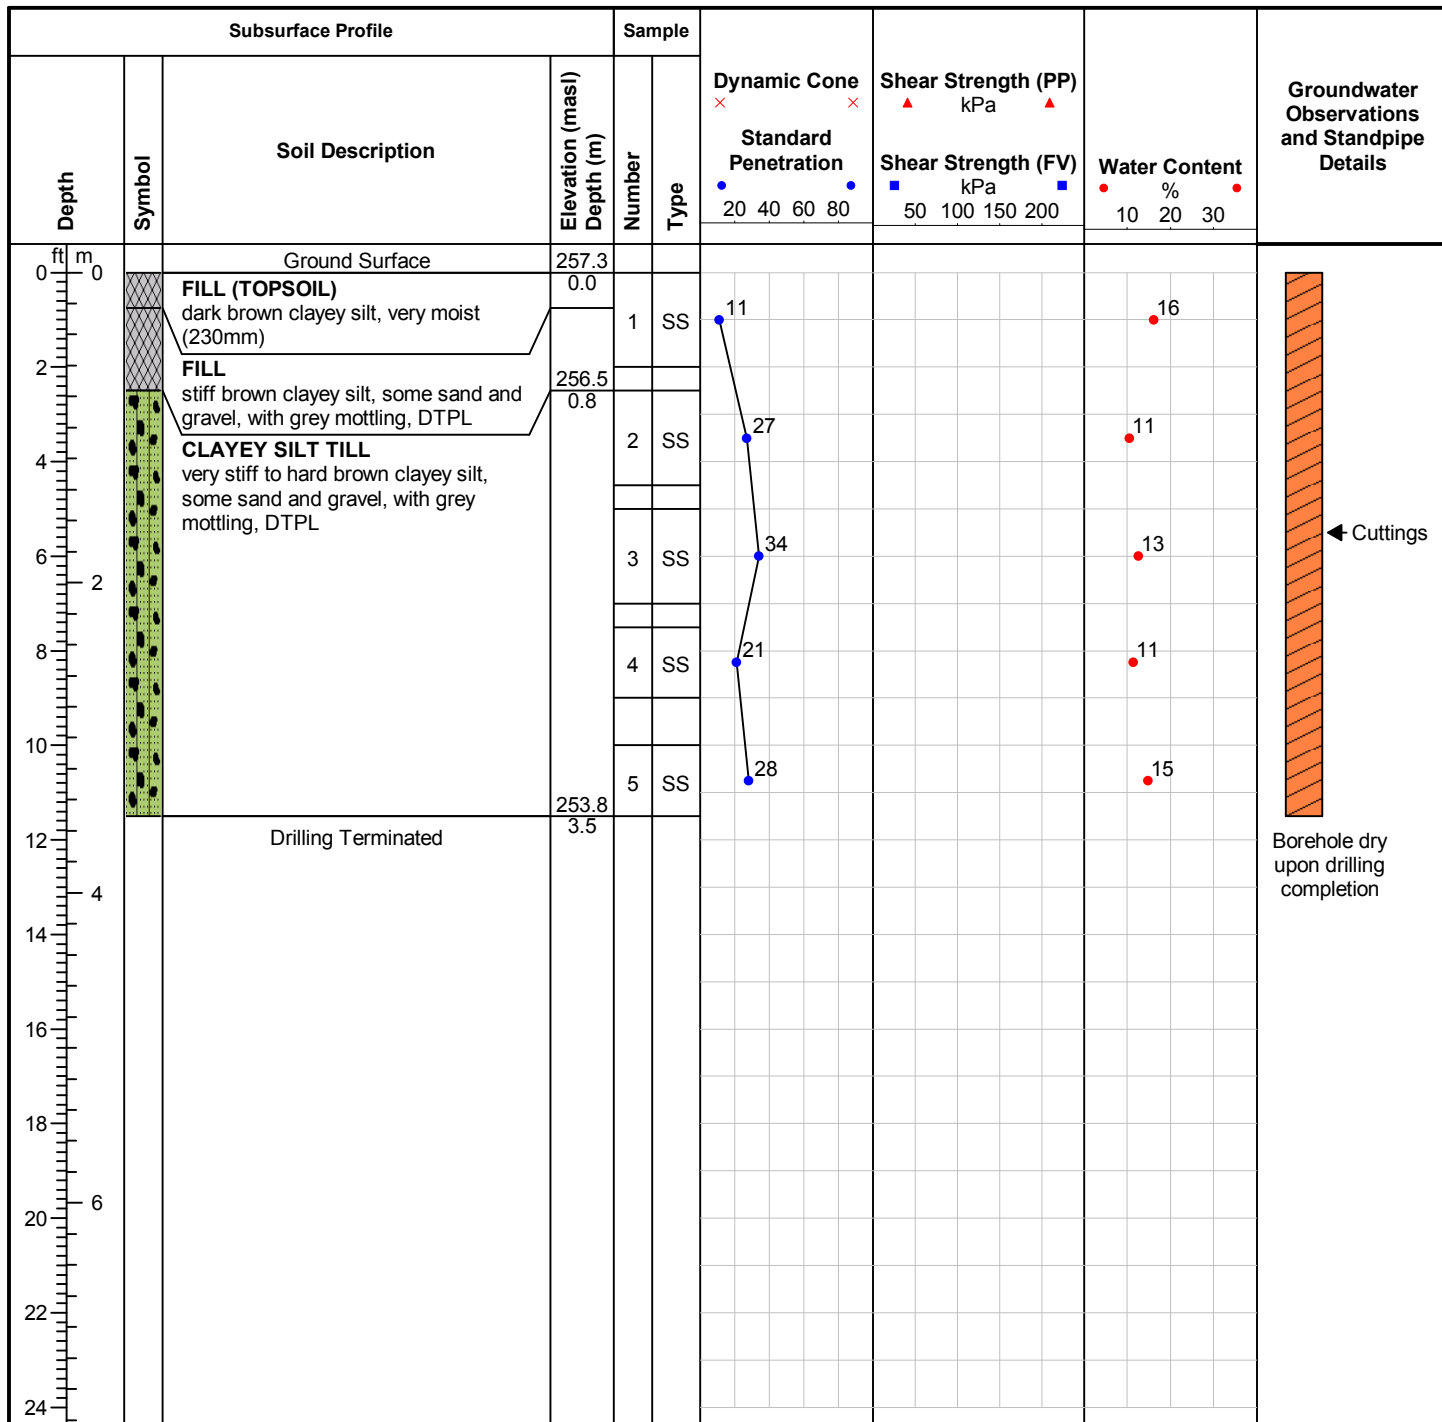 Subsurface Profile
Sample
Depth
Symbol
Soil Description
Elevation (masl)
Depth (m)
Number
Type
Dynamic Cone
Standard
Penetration
20 40 60 80
Shear Strength (PP)
kPa
Shear Strength (FV)
kPa
50 100 150 200
Water Content
%
10 20 30
Groundwater
Observations
and Standpipe
Details
ft m
0 0
2
4
6
2
8
10
12
4
14
16
18
6
20
22
24
Ground Surface
257.3
0.0
FILL (TOPSOIL)
dark brown clayey silt, very moist
(230mm)
FILL
stiff brown clayey silt, some sand and
gravel, with grey mottling, DTPL
256.5
0.8
CLAYEY SILT TILL
very stiff to hard brown clayey silt,
some sand and gravel, with grey
mottling, DTPL
253.8
3.5
Drilling Terminated
1 SS 11 16
2 SS 27 11
3 SS 34 13
4 SS 21 11
5 SS 28 15
Cuttings
Borehole dry
upon drilling
completion